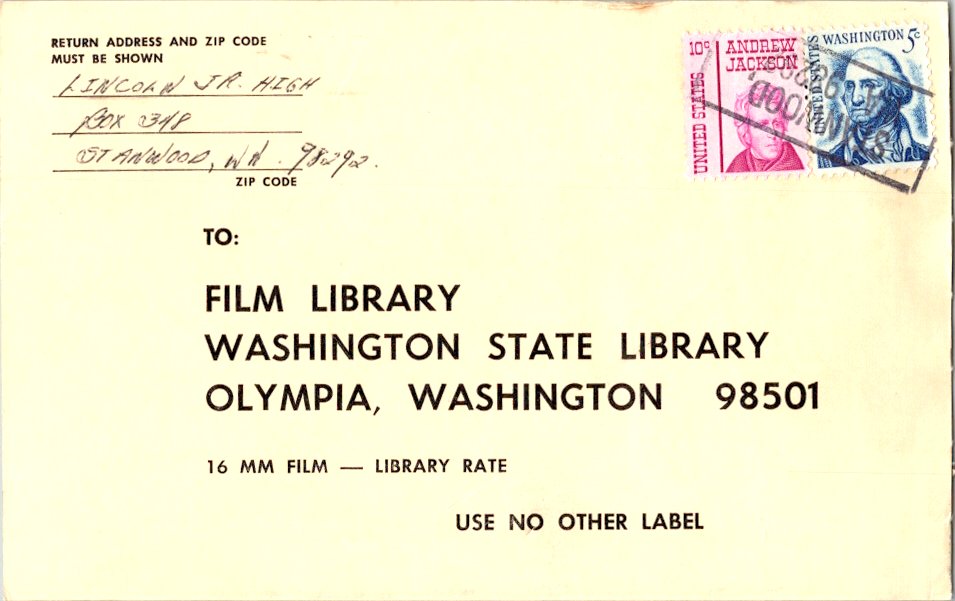 RETURN ADDRESS AND ZIP CODE
MUST BE SHOWN
LINCOLN JR. HIGH
BOX 348
STANWOOD, WN. 98292.
ZIP CODE
10c ANDREW
JACKSON
UNITED STATES
WASHINGTON 5c
UNITED STATES
STANWOOD
TO:
FILM LIBRARY
WASHINGTON STATE LIBRARY
OLYMPIA, WASHINGTON 98501
16 MM FILM — LIBRARY RATE
USE NO OTHER LABEL